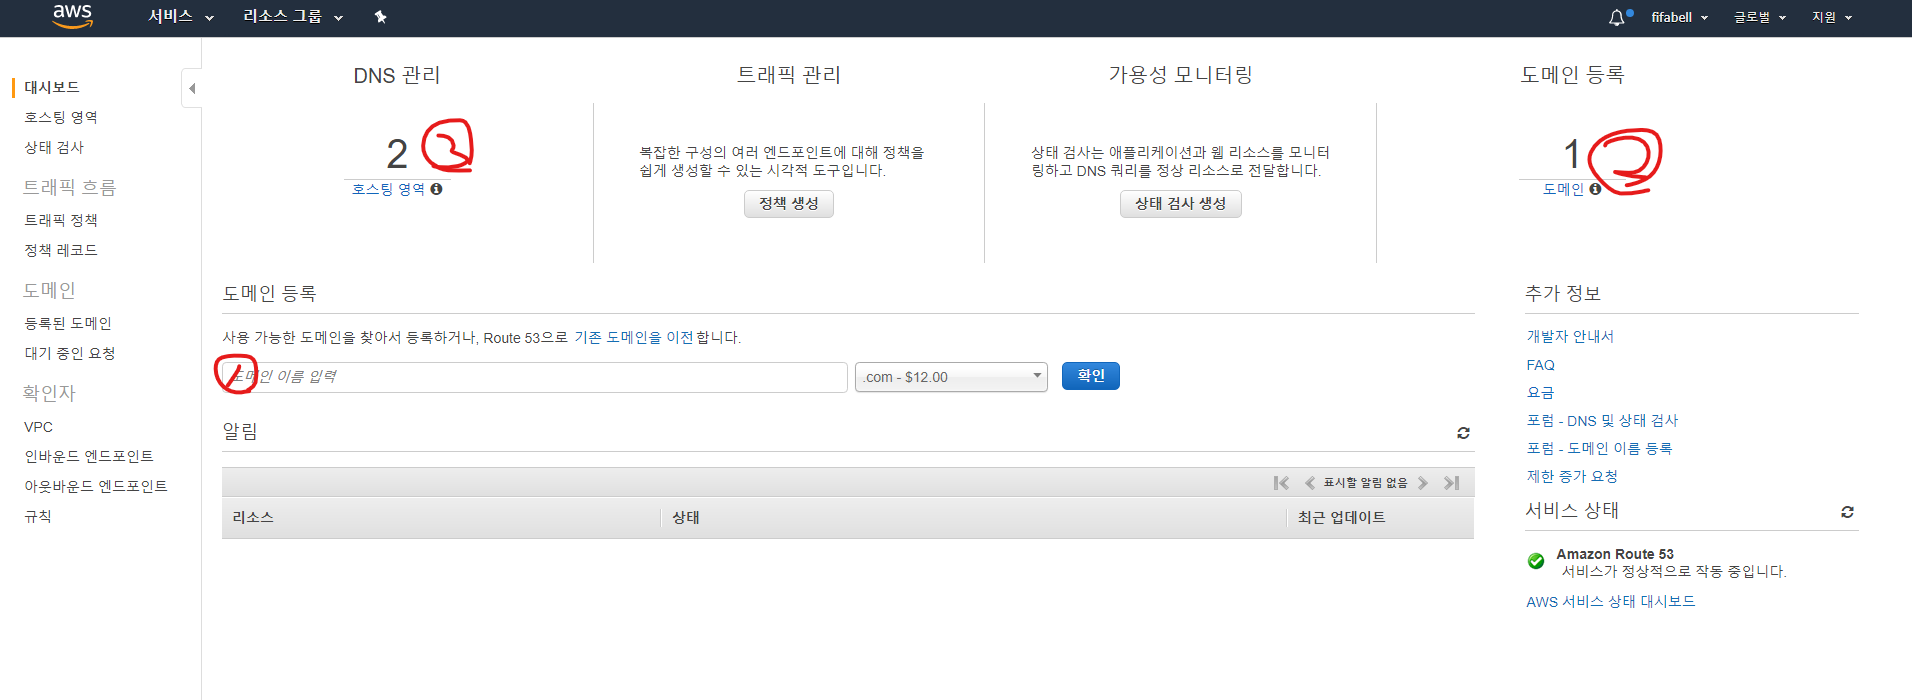 aws 서비스 리소스 그룹 fifabell 글로벌 지원
대시보드
호스팅 영역
상태 검사
트래픽 흐름
트래픽 정책
정책 레코드
도메인
등록된 도메인
대기 중인 요청
확인자
VPC
인바운드 엔드포인트
아웃바운드 엔드포인트
규칙
DNS 관리
2 2
호스팅 영역
트래픽 관리
복잡한 구성의 여러 엔드포인트에 대해 정책을
쉽게 생성할 수 있는 시각적 도구입니다.
정책 생성
가용성 모니터링
상태 검사는 애플리케이션과 웹 리소스를 모니터
링하고 DNS 쿼리를 정상 리소스로 전달합니다.
상태 검사 생성
도메인 등록
1 3
도메인
도메인 등록
사용 가능한 도메인을 찾아서 등록하거나, Route 53으로 기존 도메인을 이전합니다.
1 도메인 이름 입력 .com - $12.00 확인
알림
표시할 알림 없음
리소스 상태 최근 업데이트
추가 정보
개발자 안내서
FAQ
요금
포럼 - DNS 및 상태 검사
포럼 - 도메인 이름 등록
제한 증가 요청
서비스 상태
Amazon Route 53
서비스가 정상적으로 작동 중입니다.
AWS 서비스 상태 대시보드